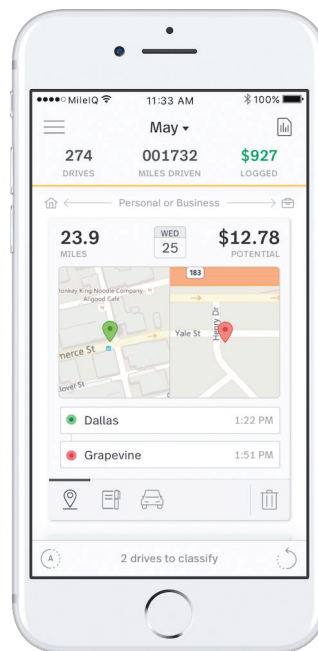 MileIQ 11:33 AM 100%
May
274 001732 $927
DRIVES MILES DRIVEN LOGGED
Personal or Business
23.9 WED $12.78
MILES 25 POTENTIAL
183
Monkey King Noodle Company
Allgood Cafe
Yale St
Henry Dr
merce St
lover St
Dallas 1:22 PM
Grapevine 1:51 PM
A 2 drives to classify